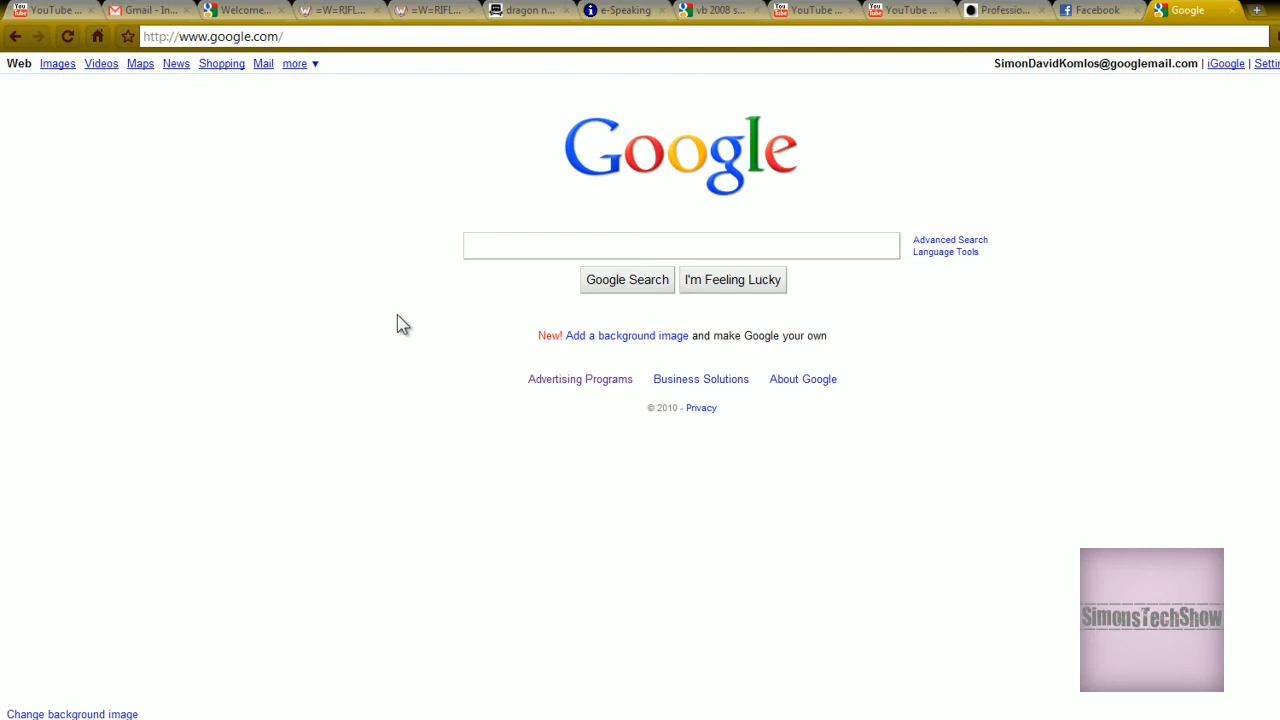 YouTube ... Gmail - In... Welcome... =W=RIFL... =W=RIFL... dragon n... e-Speaking vb 2008 s... YouTube ... YouTube ... Professio... Facebook Google
http://www.google.com/
Web Images Videos Maps News Shopping Mail more ▼ SimonDavidKomlos@googlemail.com | iGoogle | Settin
Google
Advanced Search
Language Tools
Google Search I'm Feeling Lucky
New! Add a background image and make Google your own
Advertising Programs Business Solutions About Google
© 2010 - Privacy
SimonsTechShow
Change background image